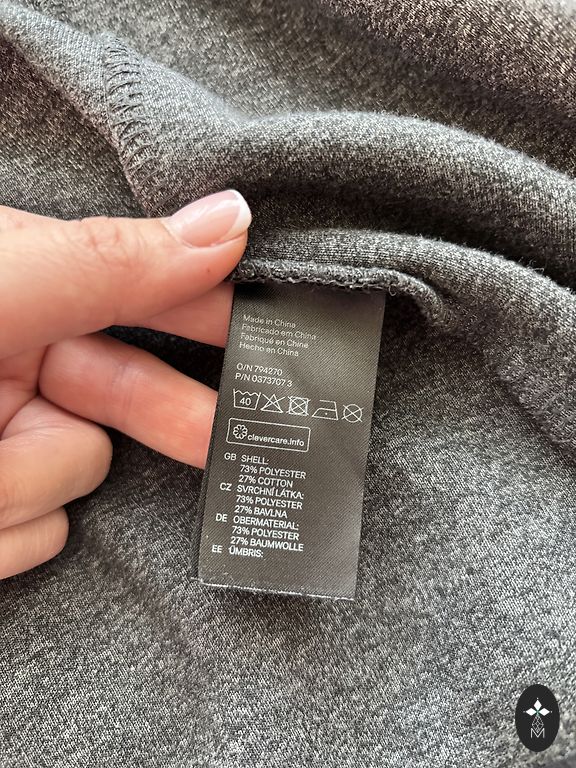 Made in China
Fabricado em China
Fabriqué en Chine
Hecho en China
O/N 794270
P/N 0373707 3
40
clevercare.info
GB SHELL:
73% POLYESTER
27% COTTON
CZ SVRCHNÍ LÁTKA:
73% POLYESTER
27% BAVLNA
DE OBERMATERIAL:
73% POLYESTER
27% BAUMWOLLE
EE ÜMBRIS:
M